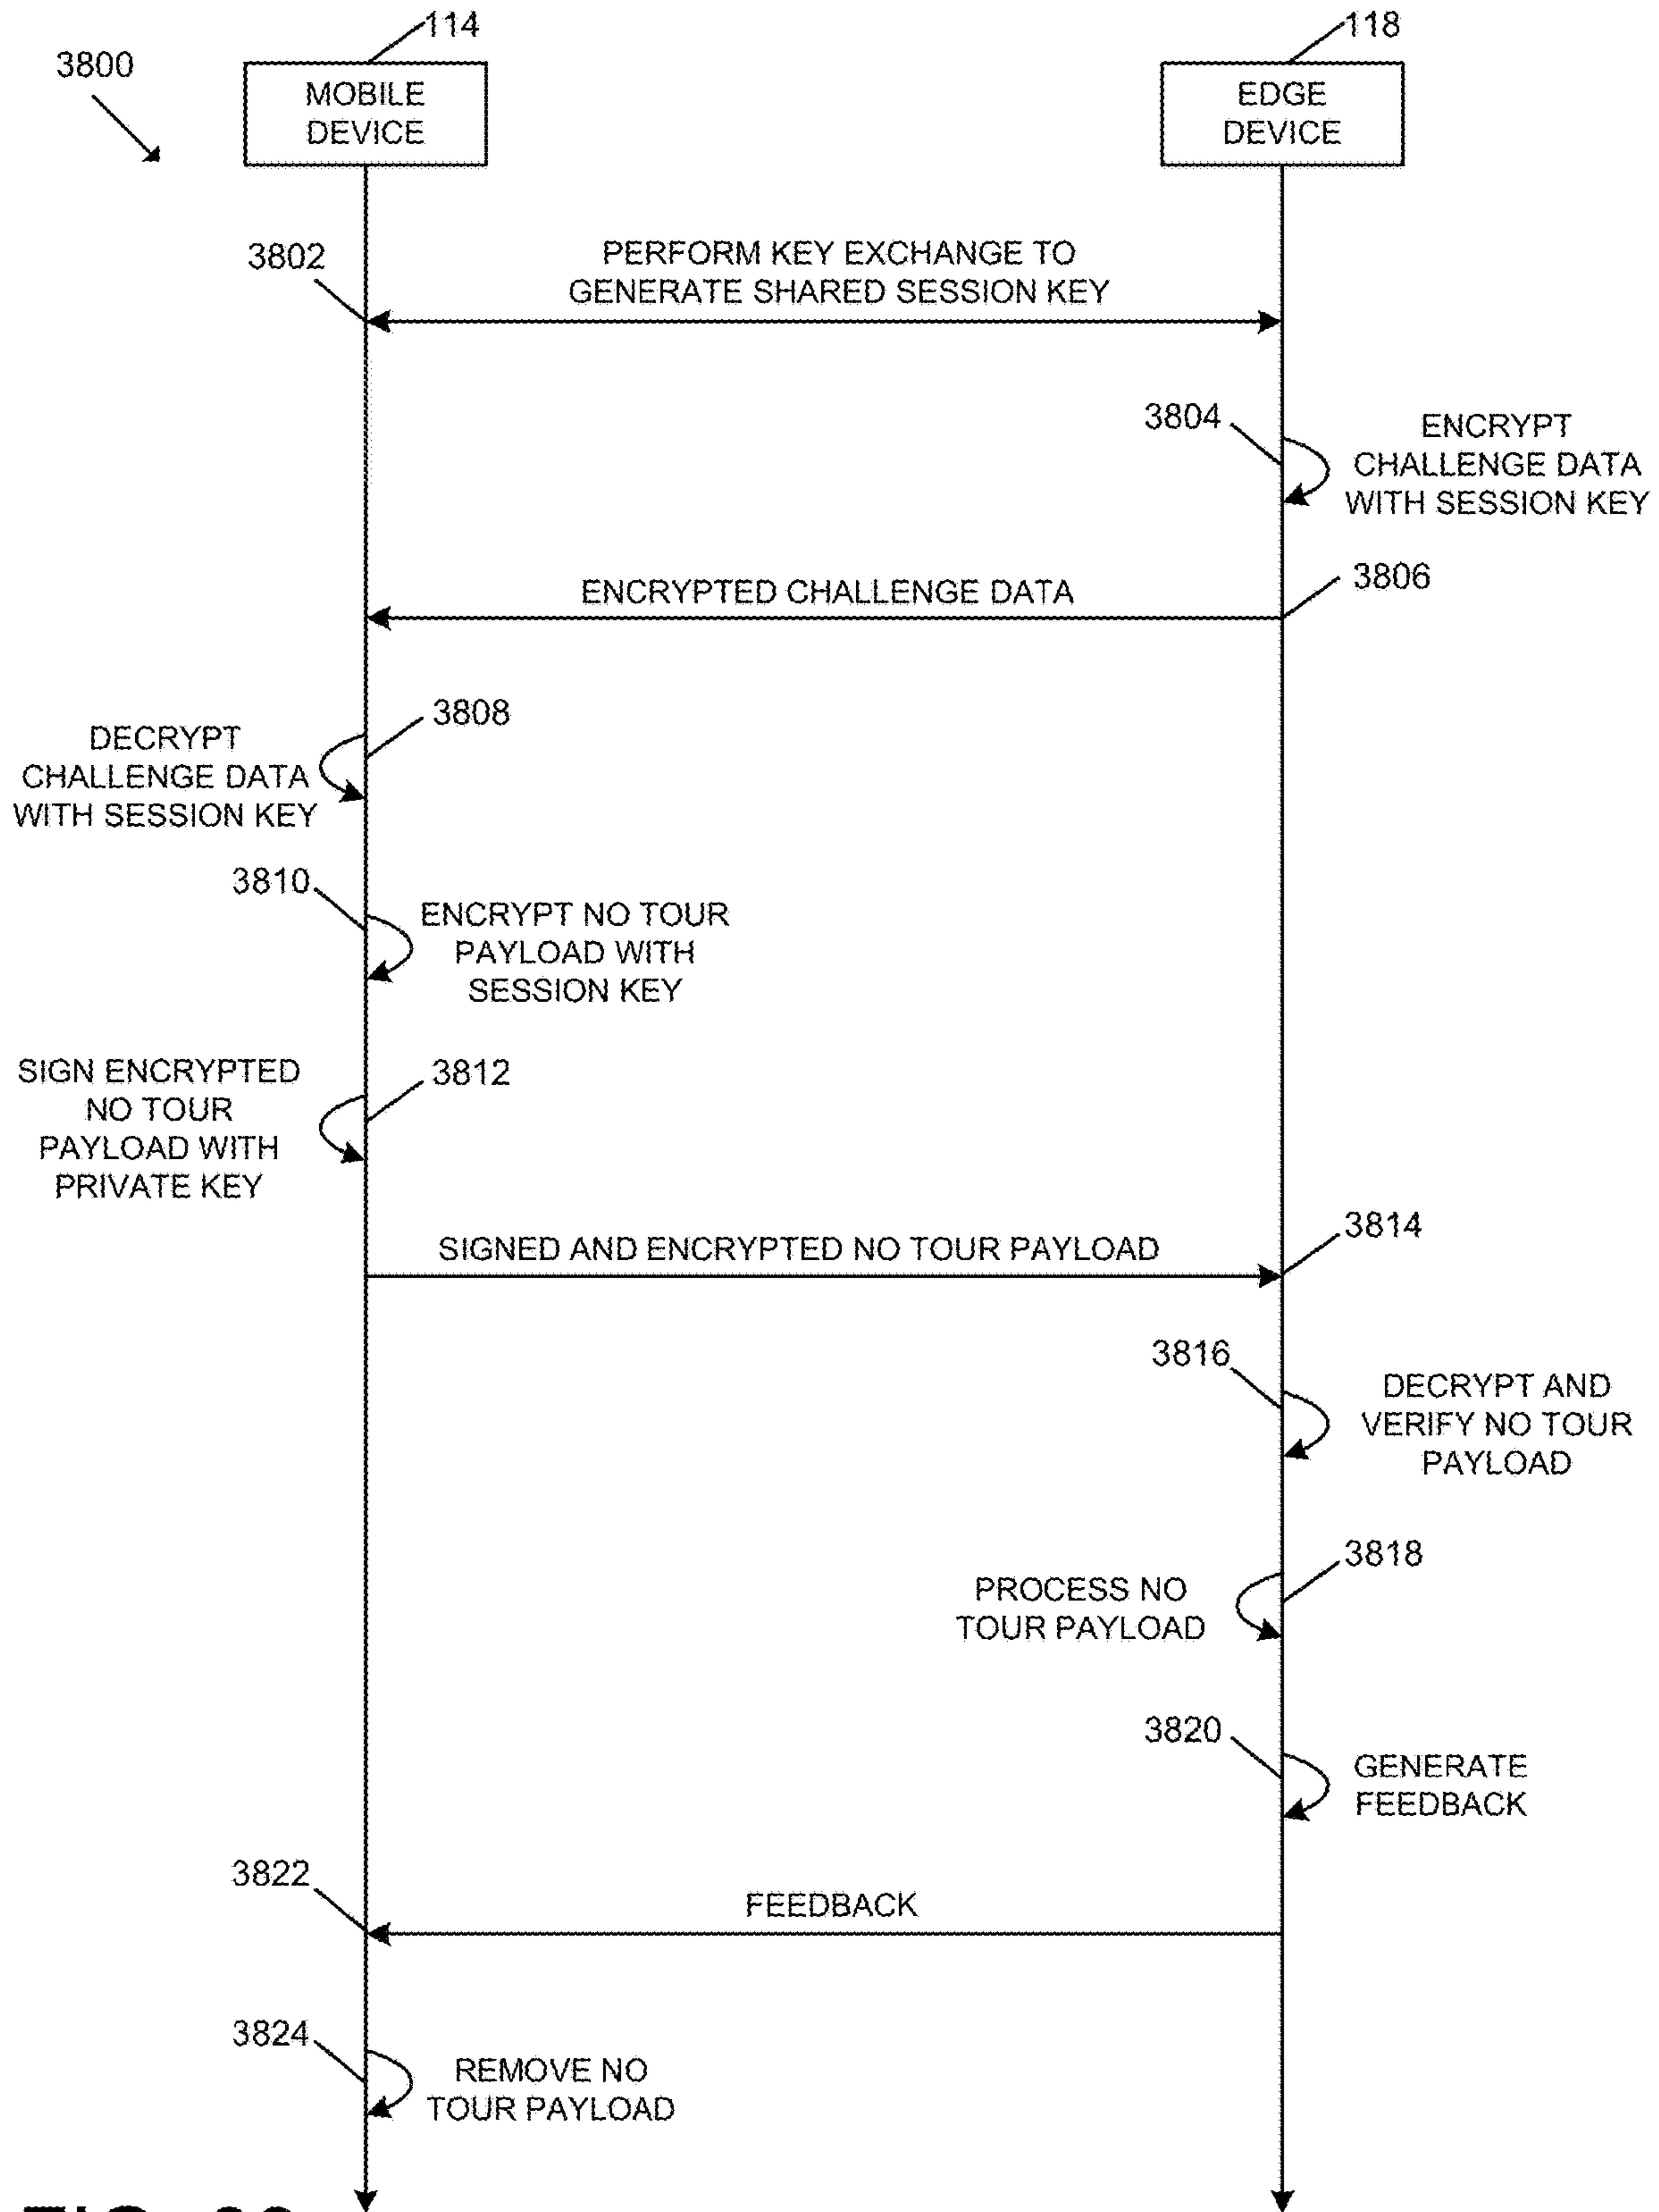 114
118
3800
MOBILE
DEVICE
EDGE
DEVICE
3802
PERFORM KEY EXCHANGE TO
GENERATE SHARED SESSION KEY
3804
ENCRYPT
CHALLENGE DATA
WITH SESSION KEY
ENCRYPTED CHALLENGE DATA
3806
3808
DECRYPT
CHALLENGE DATA
WITH SESSION KEY
3810
ENCRYPT NO TOUR
PAYLOAD WITH
SESSION KEY
3812
SIGN ENCRYPTED
NO TOUR
PAYLOAD WITH
PRIVATE KEY
SIGNED AND ENCRYPTED NO TOUR PAYLOAD
3814
3816
DECRYPT AND
VERIFY NO TOUR
PAYLOAD
3818
PROCESS NO
TOUR PAYLOAD
3820
GENERATE
FEEDBACK
3822
FEEDBACK
3824
REMOVE NO
TOUR PAYLOAD